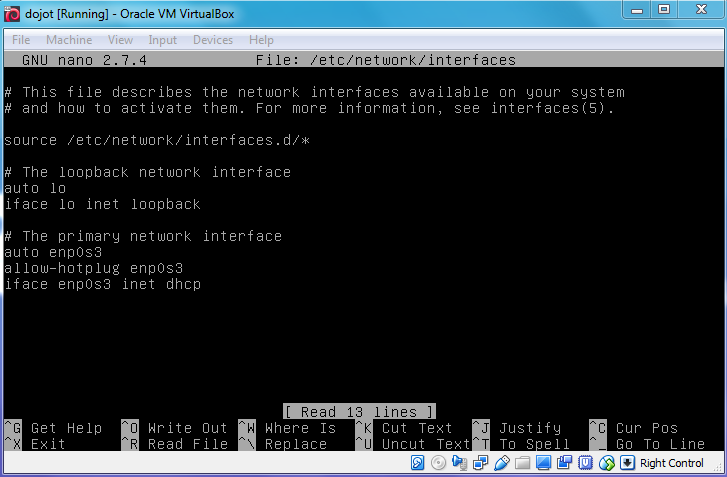 dojot [Running] - Oracle VM VirtualBox
File Machine View Input Devices Help
GNU nano 2.7.4 File: /etc/network/interfaces
# This file describes the network interfaces available on your system
# and how to activate them. For more information, see interfaces(5).
source /etc/network/interfaces.d/*
# The loopback network interface
auto lo
iface lo inet loopback
# The primary network interface
auto enp0s3
allow-hotplug enp0s3
iface enp0s3 inet dhcp
[ Read 13 lines ]
^G Get Help ^O Write Out ^W Where Is ^K Cut Text ^J Justify ^C Cur Pos
^X Exit ^R Read File ^\ Replace ^U Uncut Text ^T To Spell ^_ Go To Line
Right Control